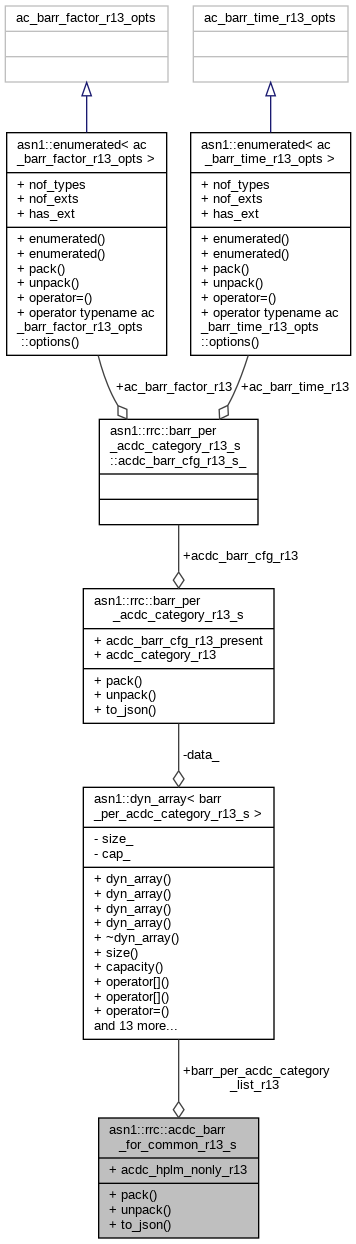 ac_barr_factor_r13_opts
ac_barr_time_r13_opts
asn1::enumerated< ac
_barr_factor_r13_opts >
+ nof_types
+ nof_exts
+ has_ext
+ enumerated()
+ enumerated()
+ pack()
+ unpack()
+ operator=()
+ operator typename ac
_barr_factor_r13_opts
::options()
asn1::enumerated< ac
_barr_time_r13_opts >
+ nof_types
+ nof_exts
+ has_ext
+ enumerated()
+ enumerated()
+ pack()
+ unpack()
+ operator=()
+ operator typename ac
_barr_time_r13_opts
::options()
+ac_barr_factor_r13
+ac_barr_time_r13
asn1::rrc::barr_per
_acdc_category_r13_s
::acdc_barr_cfg_r13_s_
+acdc_barr_cfg_r13
asn1::rrc::barr_per
_acdc_category_r13_s
+ acdc_barr_cfg_r13_present
+ acdc_category_r13
+ pack()
+ unpack()
+ to_json()
-data_
asn1::dyn_array< barr
_per_acdc_category_r13_s >
- size_
- cap_
+ dyn_array()
+ dyn_array()
+ dyn_array()
+ dyn_array()
+ ~dyn_array()
+ size()
+ capacity()
+ operator[]()
+ operator[]()
+ operator=()
and 13 more...
+barr_per_acdc_category
_list_r13
asn1::rrc::acdc_barr
_for_common_r13_s
+ acdc_hplm_nonly_r13
+ pack()
+ unpack()
+ to_json()